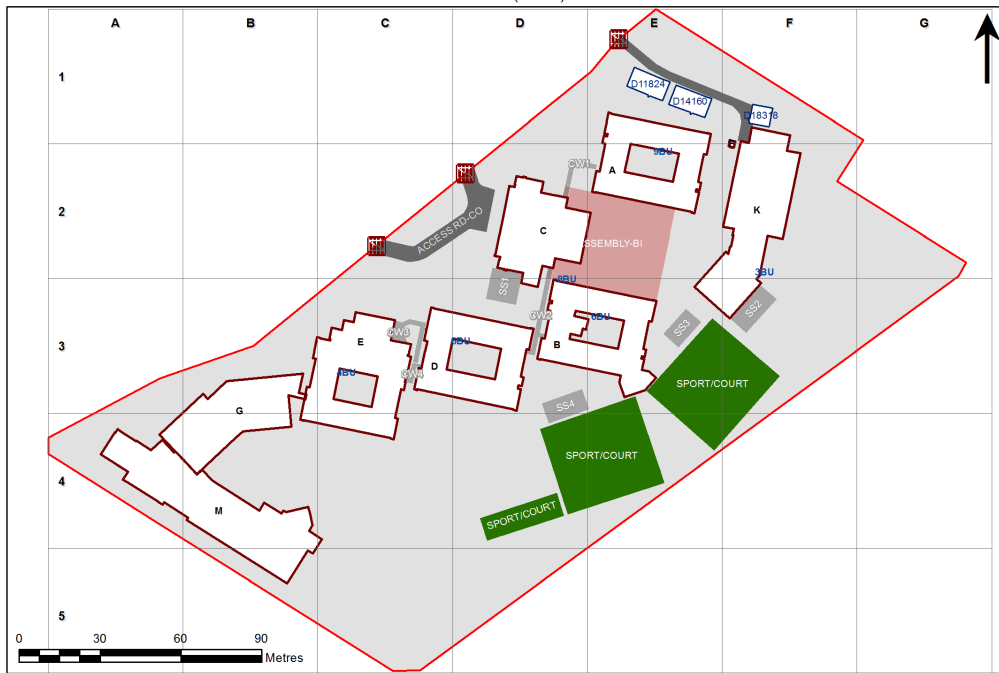 A B C D E F G
1
D11824
D14160
D18318
CW1
9BU
A
2
K
C
ACCESS RD-CO
SSEMBLY-BI
3BU
8BU
SS1
SS2
CW2
6BU
SS3
CW3
E
8BU
B
3
D
CW4
4BU
SPORT/COURT
SS4
G
SPORT/COURT
4
M
SPORT/COURT
5
0 30 60 90
Metres